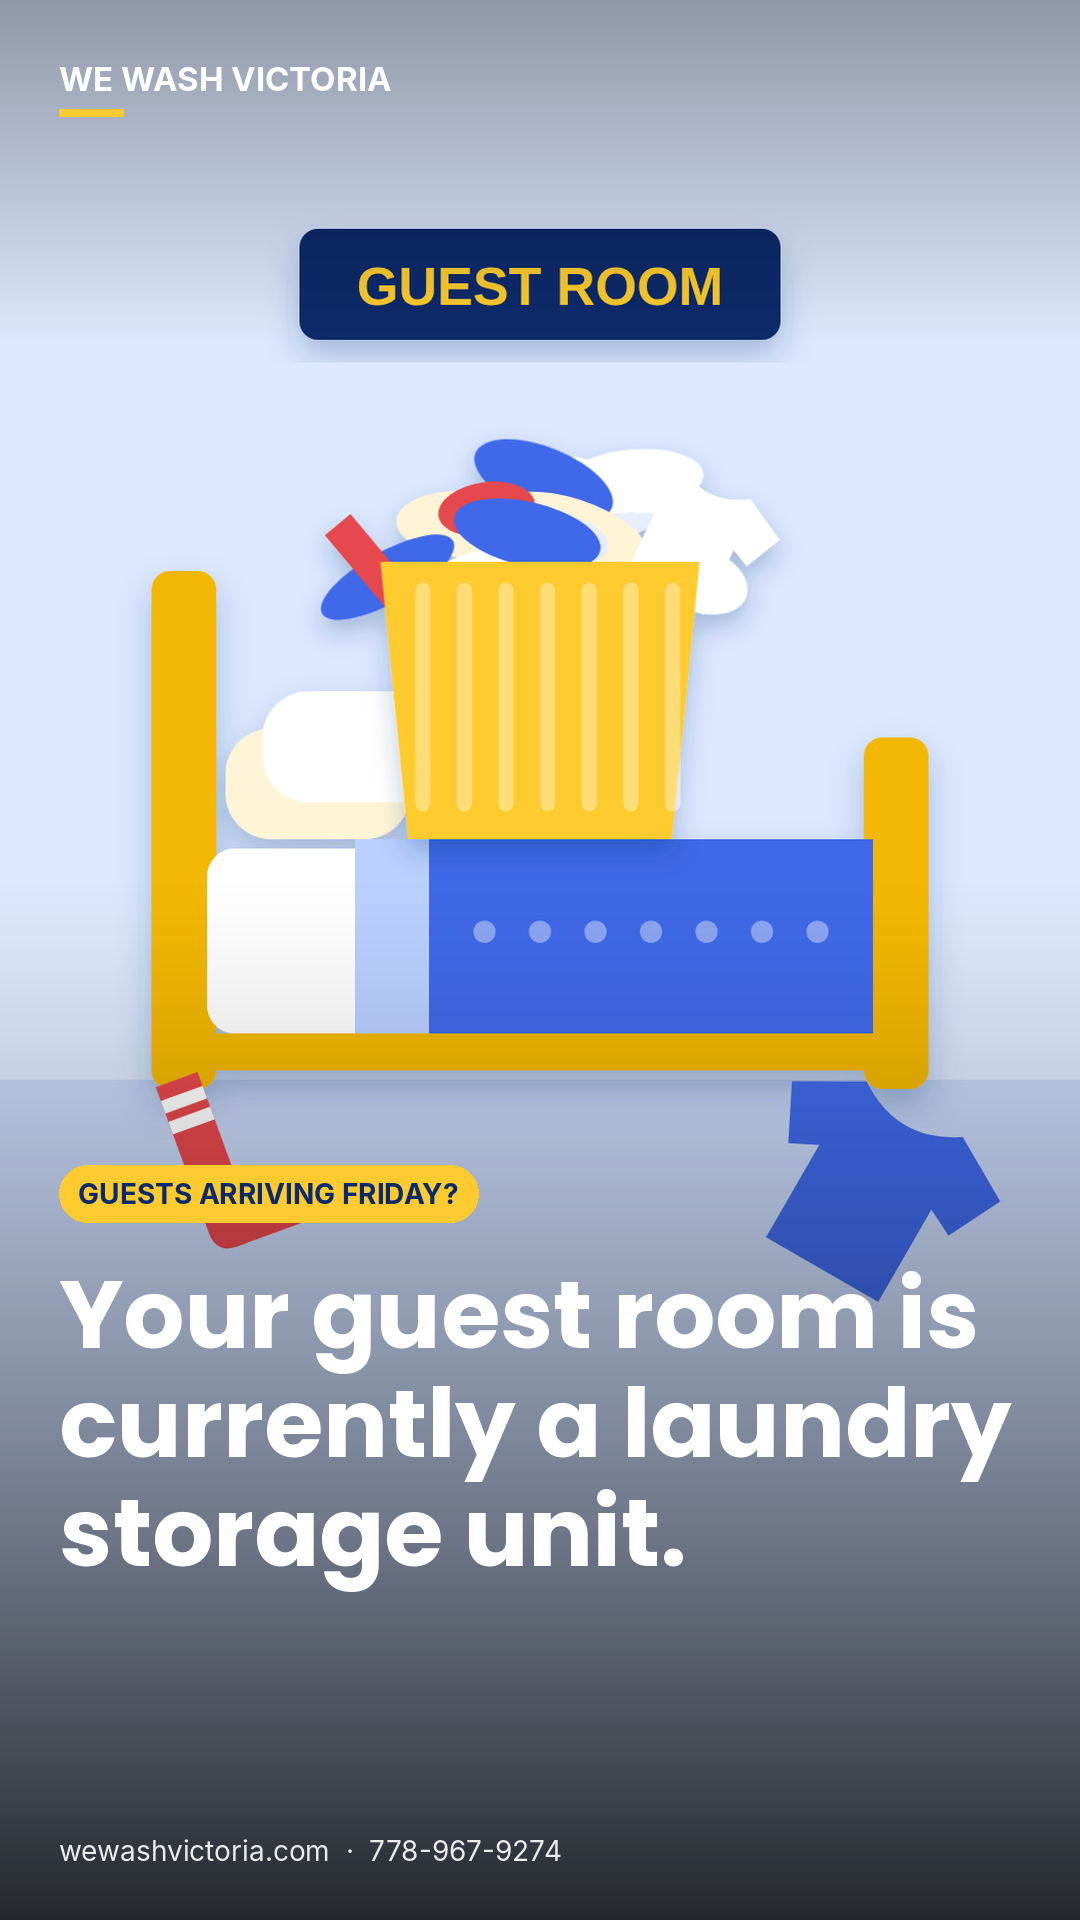 WE WASH VICTORIA
GUEST ROOM
GUESTS ARRIVING FRIDAY?
Your guest room is
currently a laundry
storage unit.
wewashvictoria.com · 778-967-9274